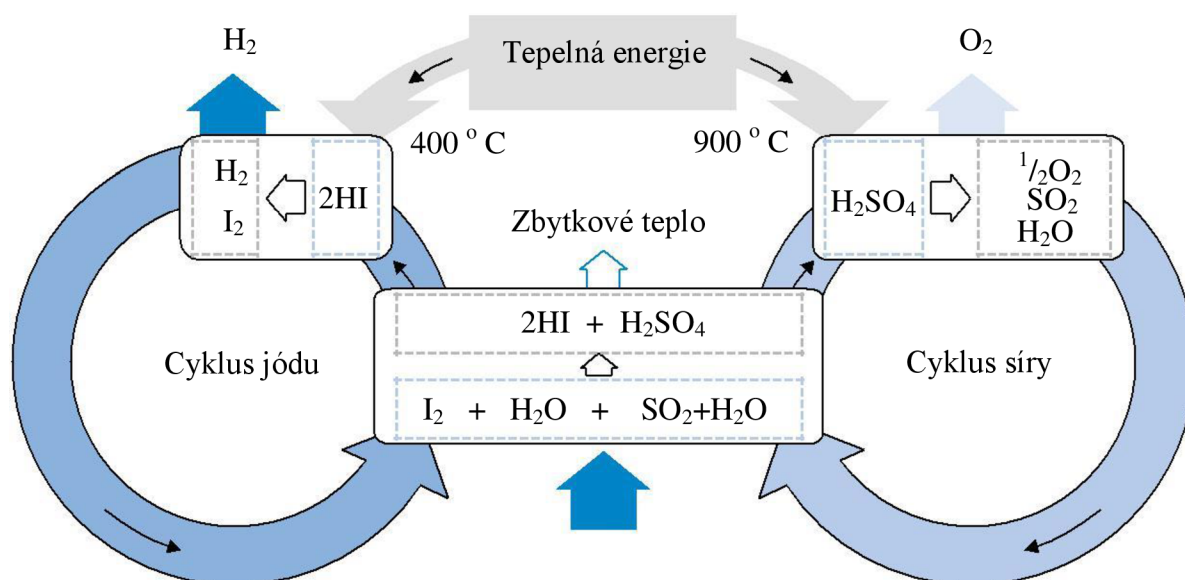 H₂
Tepelná energie
O₂
400 ° C
900 ° C
H₂
I₂
2HI
H₂SO₄
¹/₂O₂
SO₂
H₂O
Zbytkové teplo
2HI + H₂SO₄
Cyklus jódu
Cyklus síry
I₂ + H₂O + SO₂+H₂O